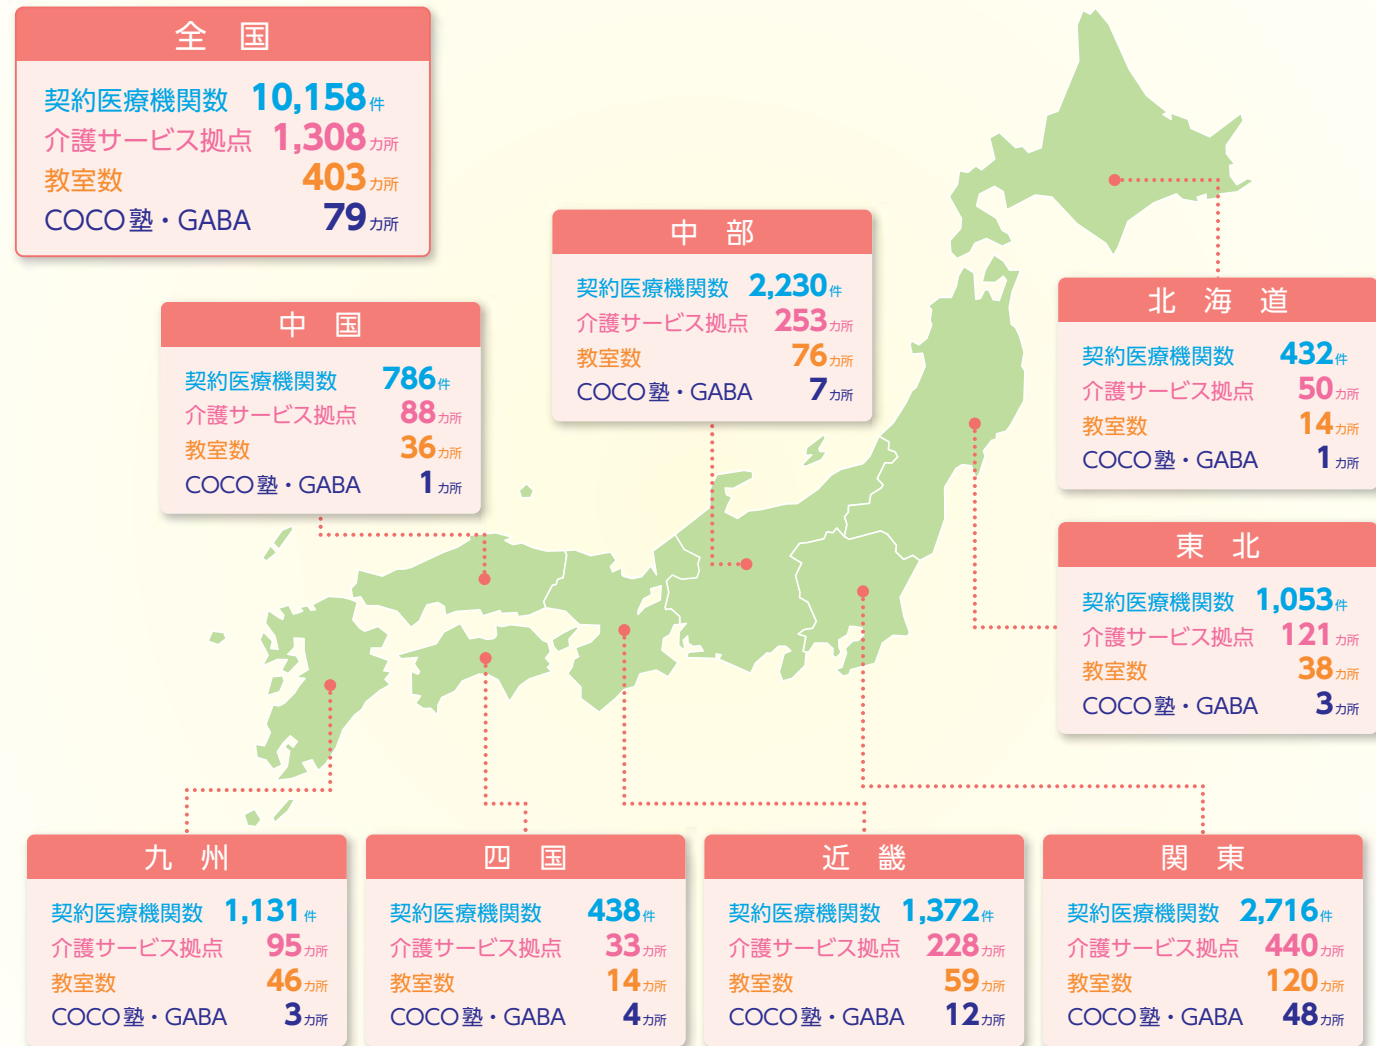 全国
契約医療機関数 10,158件
介護サービス拠点 1,308カ所
教室数 403カ所
COCO塾・GABA 79カ所
中部
契約医療機関数 2,230件
介護サービス拠点 253カ所
教室数 76カ所
COCO塾・GABA 7カ所
北海道
契約医療機関数 432件
介護サービス拠点 50カ所
教室数 14カ所
COCO塾・GABA 1カ所
中国
契約医療機関数 786件
介護サービス拠点 88カ所
教室数 36カ所
COCO塾・GABA 1カ所
東北
契約医療機関数 1,053件
介護サービス拠点 121カ所
教室数 38カ所
COCO塾・GABA 3カ所
九州
契約医療機関数 1,131件
介護サービス拠点 95カ所
教室数 46カ所
COCO塾・GABA 3カ所
四国
契約医療機関数 438件
介護サービス拠点 33カ所
教室数 14カ所
COCO塾・GABA 4カ所
近畿
契約医療機関数 1,372件
介護サービス拠点 228カ所
教室数 59カ所
COCO塾・GABA 12カ所
関東
契約医療機関数 2,716件
介護サービス拠点 440カ所
教室数 120カ所
COCO塾・GABA 48カ所